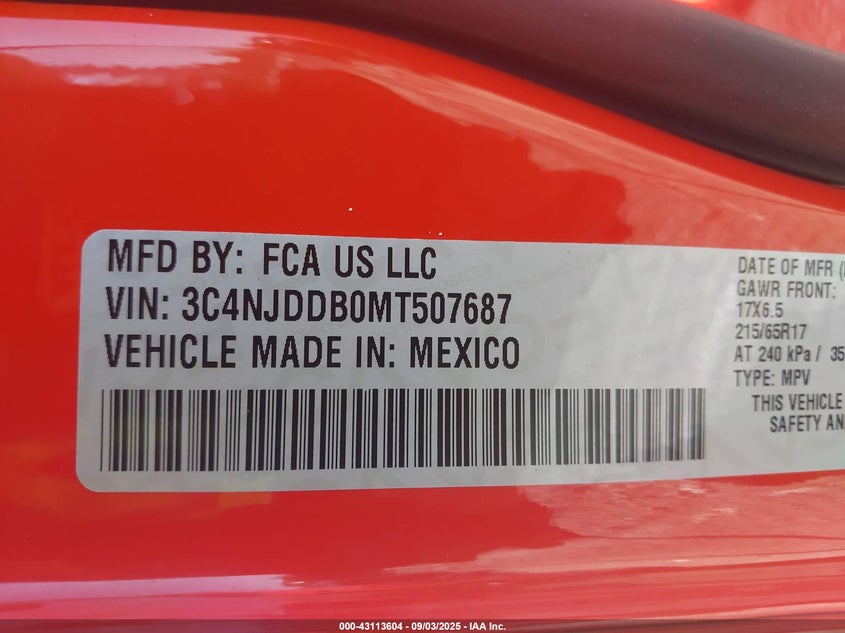 MFD BY: FCA US LLC
VIN: 3C4NJDDB0MT507687
VEHICLE MADE IN: MEXICO
DATE OF MFR (
GAWR FRONT:
17X6.5
215/65R17
AT 240 kPa / 35
TYPE: MPV
THIS VEHICLE
SAFETY AN
000-43113604 - 09/03/2025 - IAA Inc.